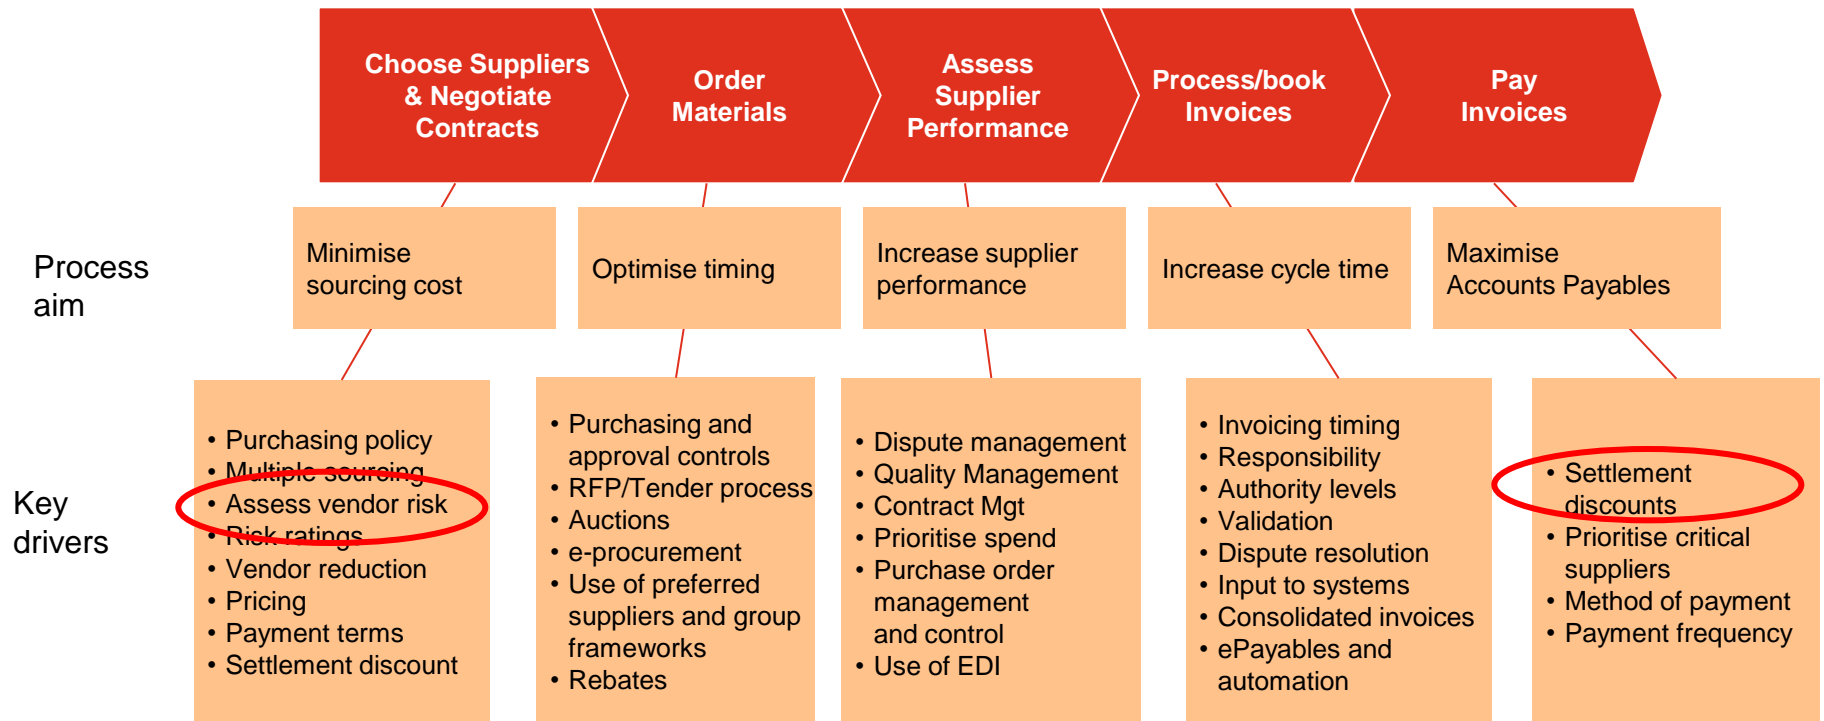 Choose Suppliers
& Negotiate
Contracts
Order
Materials
Assess
Supplier
Performance
Process/book
Invoices
Pay
Invoices
Process
aim
Minimise
sourcing cost
Optimise timing
Increase supplier
performance
Increase cycle time
Maximise
Accounts Payables
Key
drivers
• Purchasing policy
• Multiple sourcing
• Assess vendor risk
• Risk ratings
• Vendor reduction
• Pricing
• Payment terms
• Settlement discount
• Purchasing and
approval controls
• RFP/Tender process
• Auctions
• e-procurement
• Use of preferred
suppliers and group
frameworks
• Rebates
• Dispute management
• Quality Management
• Contract Mgt
• Prioritise spend
• Purchase order
management
and control
• Use of EDI
• Invoicing timing
• Responsibility
• Authority levels
• Validation
• Dispute resolution
• Input to systems
• Consolidated invoices
• ePayables and
automation
• Settlement
discounts
• Prioritise critical
suppliers
• Method of payment
• Payment frequency